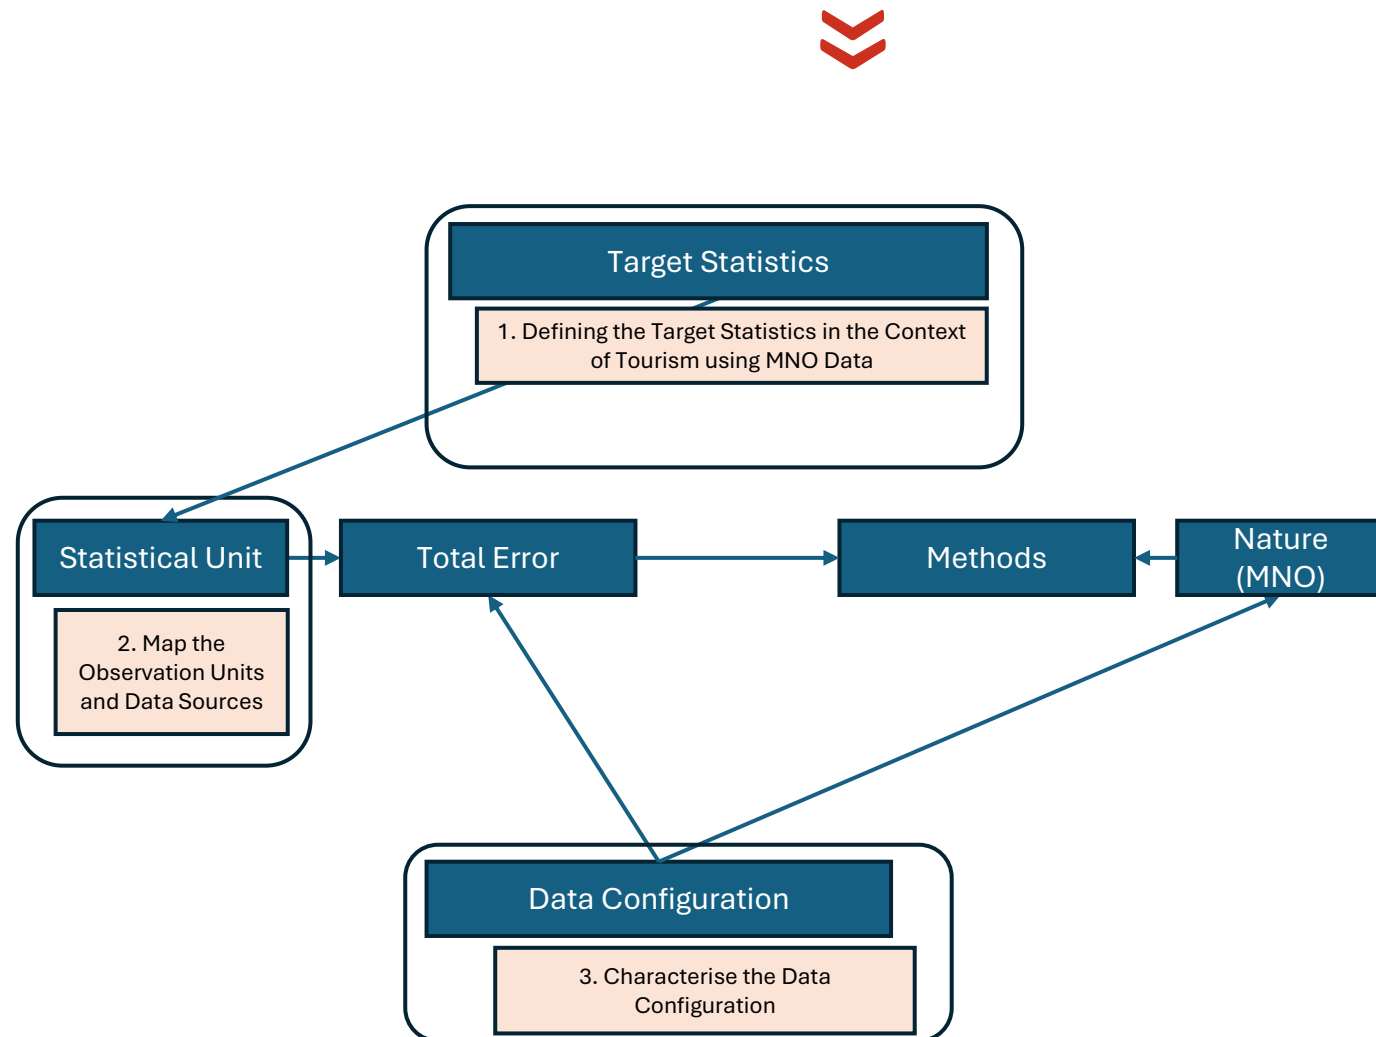 Target Statistics
1. Defining the Target Statistics in the Context
of Tourism using MNO Data
Statistical Unit
Total Error
Methods
Nature
(MNO)
2. Map the
Observation Units
and Data Sources
Data Configuration
3. Characterise the Data
Configuration